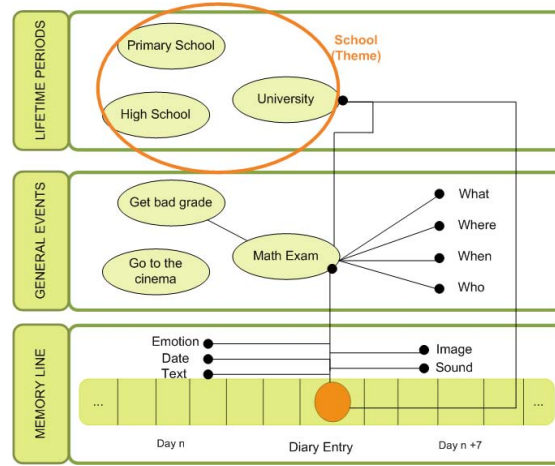 LIFETIME PERIODS
Primary School
School
(Theme)
University
High School
GENERAL EVENTS
Get bad grade
What
Where
Math Exam
When
Go to the
cinema
Who
MEMORY LINE
Emotion
Date
Text
Image
Sound
...
...
Day n
Diary Entry
Day n +7